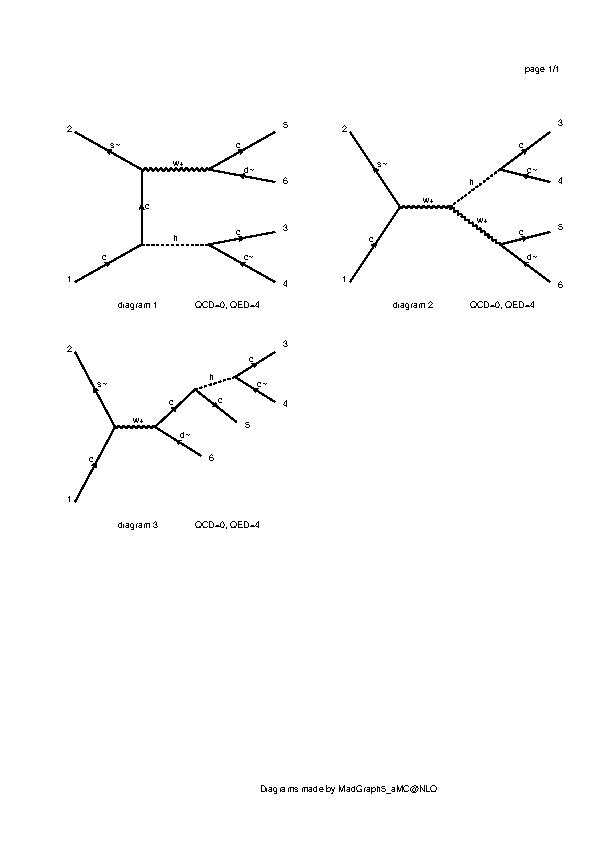 page 1/1
2
s~
w+
c
5
d~
6
c
h
c
3
c~
4
c
1
diagram 1 QCD=0, QED=4
2
s~
w+
h
c
3
c~
4
w+
c
5
d~
6
c
1
diagram 2 QCD=0, QED=4
2
s~
w+
c
h
c
3
c~
4
c
5
d~
6
c
1
diagram 3 QCD=0, QED=4
Diagrams made by MadGraph5_aMC@NLO